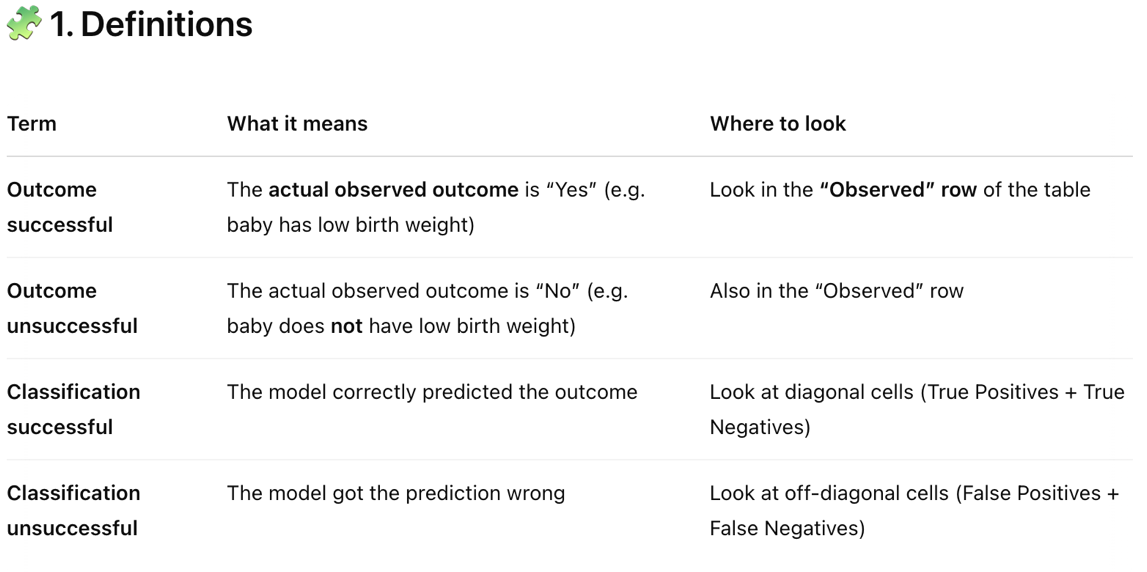 🧩 1. Definitions
Term What it means Where to look
Outcome successful The actual observed outcome is “Yes” (e.g. baby has low birth weight) Look in the “Observed” row of the table
Outcome unsuccessful The actual observed outcome is “No” (e.g. baby does not have low birth weight) Also in the “Observed” row
Classification successful The model correctly predicted the outcome Look at diagonal cells (True Positives + True Negatives)
Classification unsuccessful The model got the prediction wrong Look at off-diagonal cells (False Positives + False Negatives)